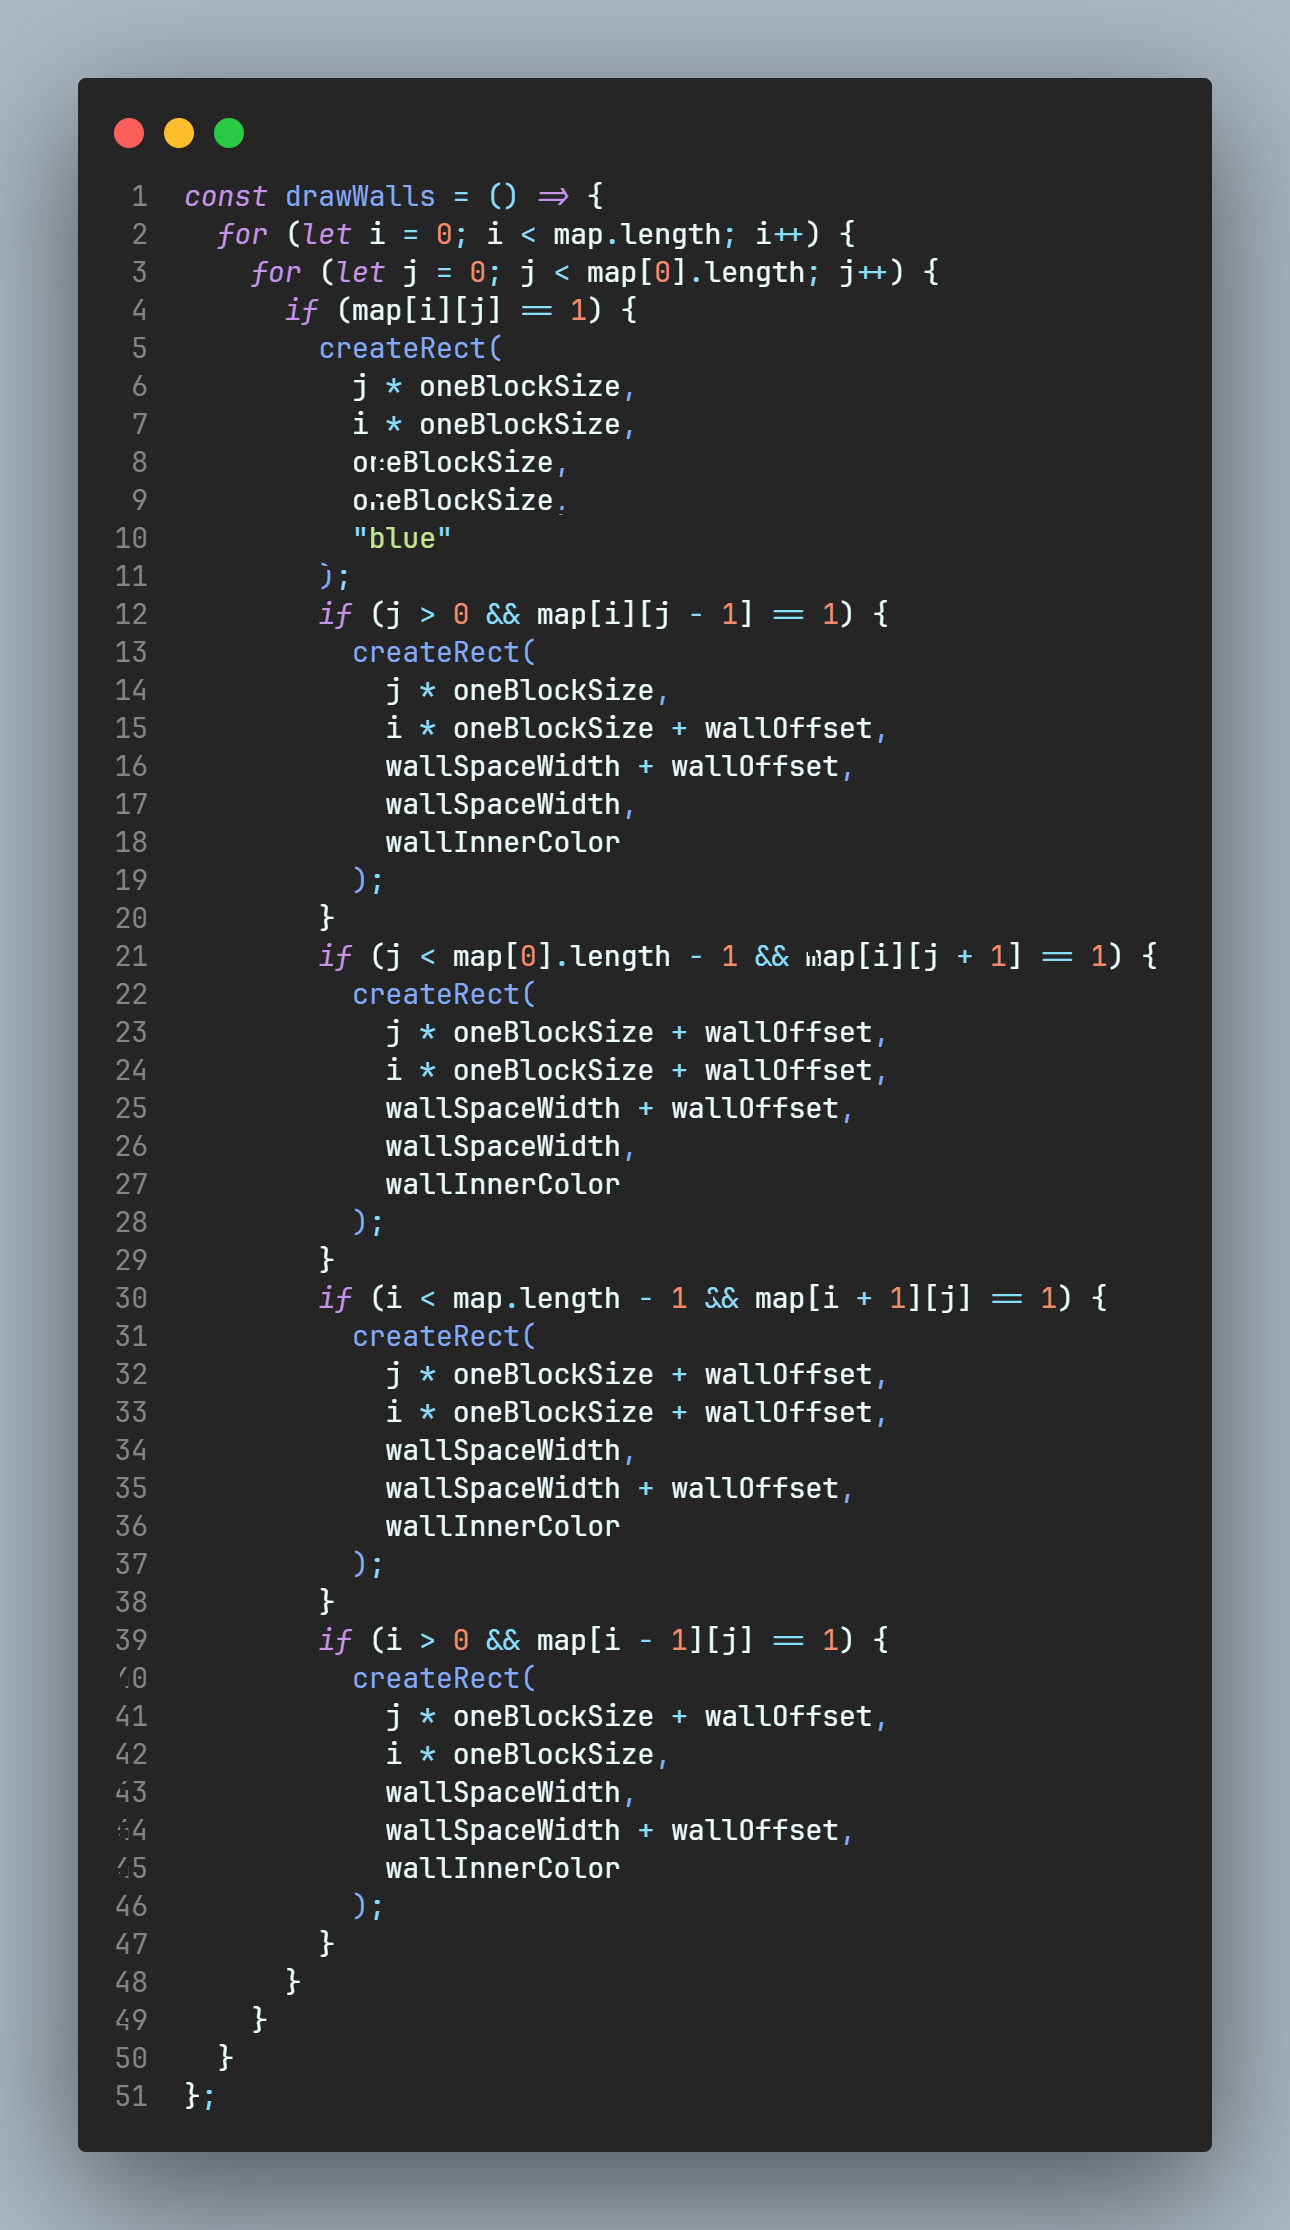 1 const drawWalls = () => {
2 for (let i = 0; i < map.length; i++) {
3 for (let j = 0; j < map[0].length; j++) {
4 if (map[i][j] == 1) {
5 createRect(
6 j * oneBlockSize,
7 i * oneBlockSize,
8 oneBlockSize,
9 oneBlockSize,
10 "blue"
11 );
12 if (j > 0 && map[i][j - 1] == 1) {
13 createRect(
14 j * oneBlockSize,
15 i * oneBlockSize + wallOffset,
16 wallSpaceWidth + wallOffset,
17 wallSpaceWidth,
18 wallInnerColor
19 );
20 }
21 if (j < map[0].length - 1 && map[i][j + 1] == 1) {
22 createRect(
23 j * oneBlockSize + wallOffset,
24 i * oneBlockSize + wallOffset,
25 wallSpaceWidth + wallOffset,
26 wallSpaceWidth,
27 wallInnerColor
28 );
29 }
30 if (i < map.length - 1 && map[i + 1][j] == 1) {
31 createRect(
32 j * oneBlockSize + wallOffset,
33 i * oneBlockSize + wallOffset,
34 wallSpaceWidth,
35 wallSpaceWidth + wallOffset,
36 wallInnerColor
37 );
38 }
39 if (i > 0 && map[i - 1][j] == 1) {
40 createRect(
41 j * oneBlockSize + wallOffset,
42 i * oneBlockSize,
43 wallSpaceWidth,
44 wallSpaceWidth + wallOffset,
45 wallInnerColor
46 );
47 }
48 }
49 }
50 }
51 };